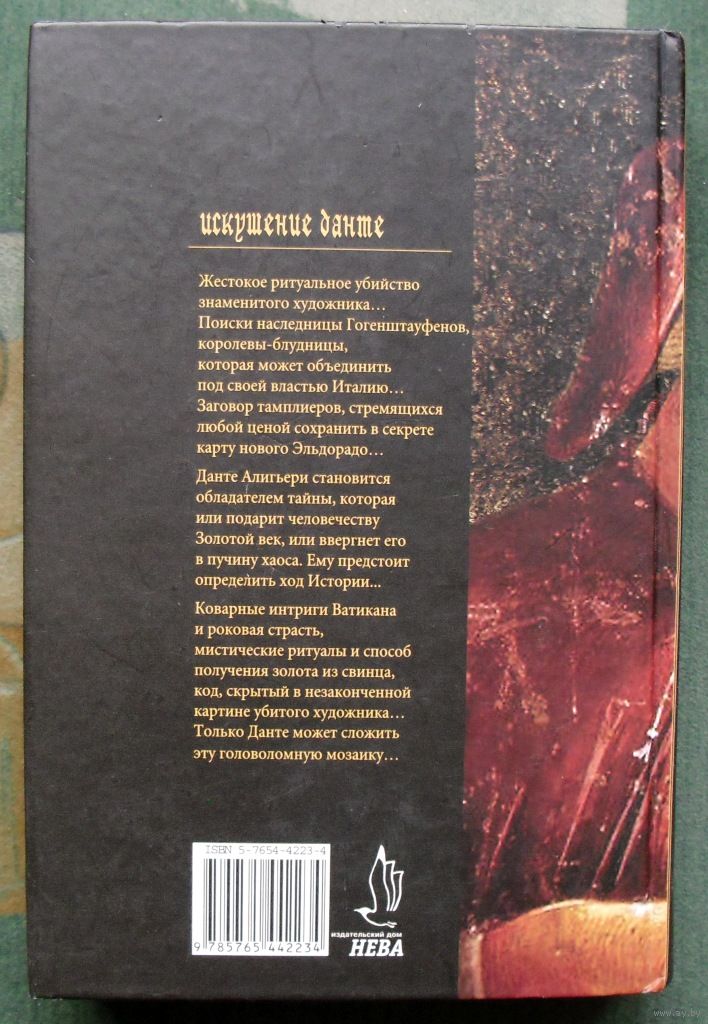 искушение данте
Жестокое ритуальное убийство
знаменитого художника…
Поиски наследницы Гогенштауфенов,
королевы-блудницы,
которая может объединить
под своей властью Италию…
Заговор тамплиеров, стремящихся
любой ценой сохранить в секрете
карту нового Эльдорадо…
Данте Алигьери становится
обладателем тайны, которая
или подарит человечеству
Золотой век, или ввергнет его
в пучину хаоса. Ему предстоит
определить ход Истории...
Коварные интриги Ватикана
и роковая страсть,
мистические ритуалы и способ
получения золота из свинца,
код, скрытый в незаконченной
картине убитого художника…
Только Данте может сложить
эту головоломную мозаику…
ISBN 5-7654-4223-4
9 785765 442234
издательский дом
НЕВА
www.ay.by